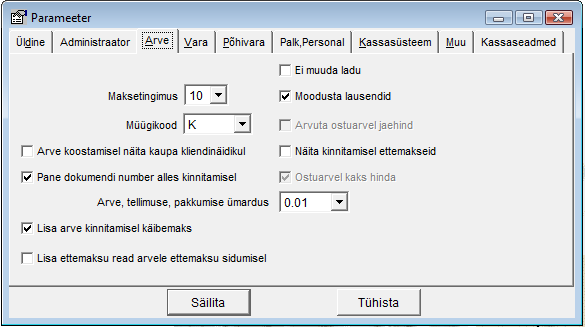 Parameeter
Üldine Administraator Arve Vara Põhivara Palk,Personal Kassasüsteem Muu Kassaseadmed
Ei muuda ladu
Maksetingimus 10 Moodusta lausendid
Müügikood K Arvuta ostuarvel jaehind
Arve koostamisel näita kaupa kliendinäidikul Näita kinnitamisel ettemakseid
Pane dokumendi number alles kinnitamisel Ostuarvel kaks hinda
Arve, tellimuse, pakkumise ümardus 0.01
Lisa arve kinnitamisel käibemaks
Lisa ettemaksu read arvele ettemaksu sidumisel
Säilita Tühista